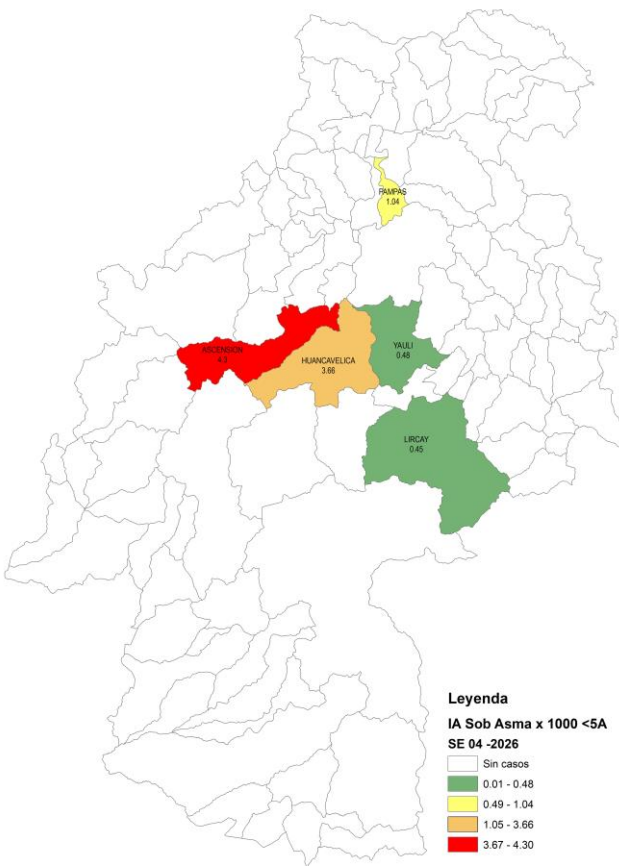 PAMPAS
1.04
ASCENSION
4.3
HUANCAVELICA
3.66
YAULI
0.48
LIRCAY
0.45
Leyenda
IA Sob Asma x 1000 <5A
SE 04 -2026
Sin casos
0.01 - 0.48
0.49 - 1.04
1.05 - 3.66
3.67 - 4.30